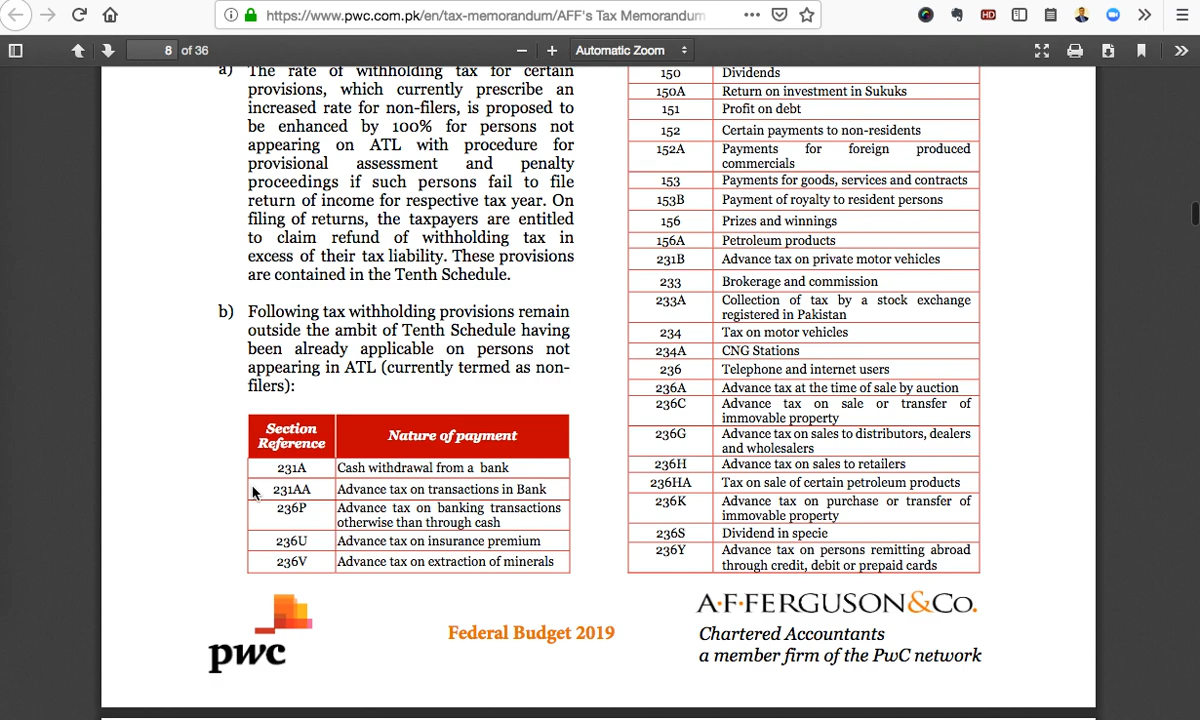 https://www.pwc.com.pk/en/tax-memorandum/AFF's Tax Memorandum
HD
8 of 36
Automatic Zoom
a) The rate of withholding tax for certain
provisions, which currently prescribe an
increased rate for non-filers, is proposed to
be enhanced by 100% for persons not
appearing on ATL with procedure for
provisional assessment and penalty
proceedings if such persons fail to file
return of income for respective tax year. On
filing of returns, the taxpayers are entitled
to claim refund of withholding tax in
excess of their tax liability. These provisions
are contained in the Tenth Schedule.
b) Following tax withholding provisions remain
outside the ambit of Tenth Schedule having
been already applicable on persons not
appearing in ATL (currently termed as non-
filers):
Section Nature of payment
Reference
231A Cash withdrawal from a bank
231AA Advance tax on transactions in Bank
236P Advance tax on banking transactions
otherwise than through cash
236U Advance tax on insurance premium
236V Advance tax on extraction of minerals
150 Dividends
150A Return on investment in Sukuks
151 Profit on debt
152 Certain payments to non-residents
152A Payments for foreign produced
commercials
153 Payments for goods, services and contracts
153B Payment of royalty to resident persons
156 Prizes and winnings
156A Petroleum products
231B Advance tax on private motor vehicles
233 Brokerage and commission
233A Collection of tax by a stock exchange
registered in Pakistan
234 Tax on motor vehicles
234A CNG Stations
236 Telephone and internet users
236A Advance tax at the time of sale by auction
236C Advance tax on sale or transfer of
immovable property
236G Advance tax on sales to distributors, dealers
and wholesalers
236H Advance tax on sales to retailers
236HA Tax on sale of certain petroleum products
236K Advance tax on purchase or transfer of
immovable property
236S Dividend in specie
236Y Advance tax on persons remitting abroad
through credit, debit or prepaid cards
pwc
Federal Budget 2019
A·F·FERGUSON&CO.
Chartered Accountants
a member firm of the PwC network